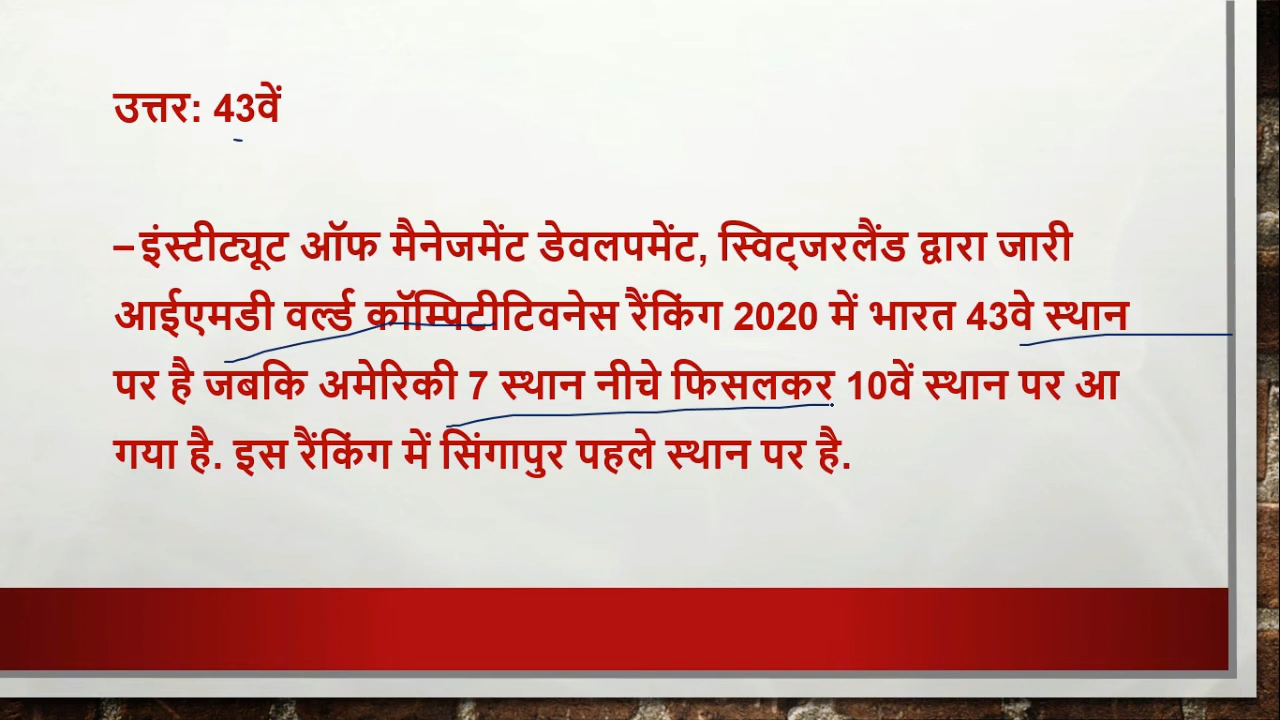 उत्तर: 43वें
– इंस्टीट्यूट ऑफ मैनेजमेंट डेवलपमेंट, स्विट्जरलैंड द्वारा जारी
आईएमडी वर्ल्ड कॉम्पिटीटिवनेस रैंकिंग 2020 में भारत 43वे स्थान
पर है जबकि अमेरिकी 7 स्थान नीचे फिसलकर 10वें स्थान पर आ
गया है. इस रैंकिंग में सिंगापुर पहले स्थान पर है.